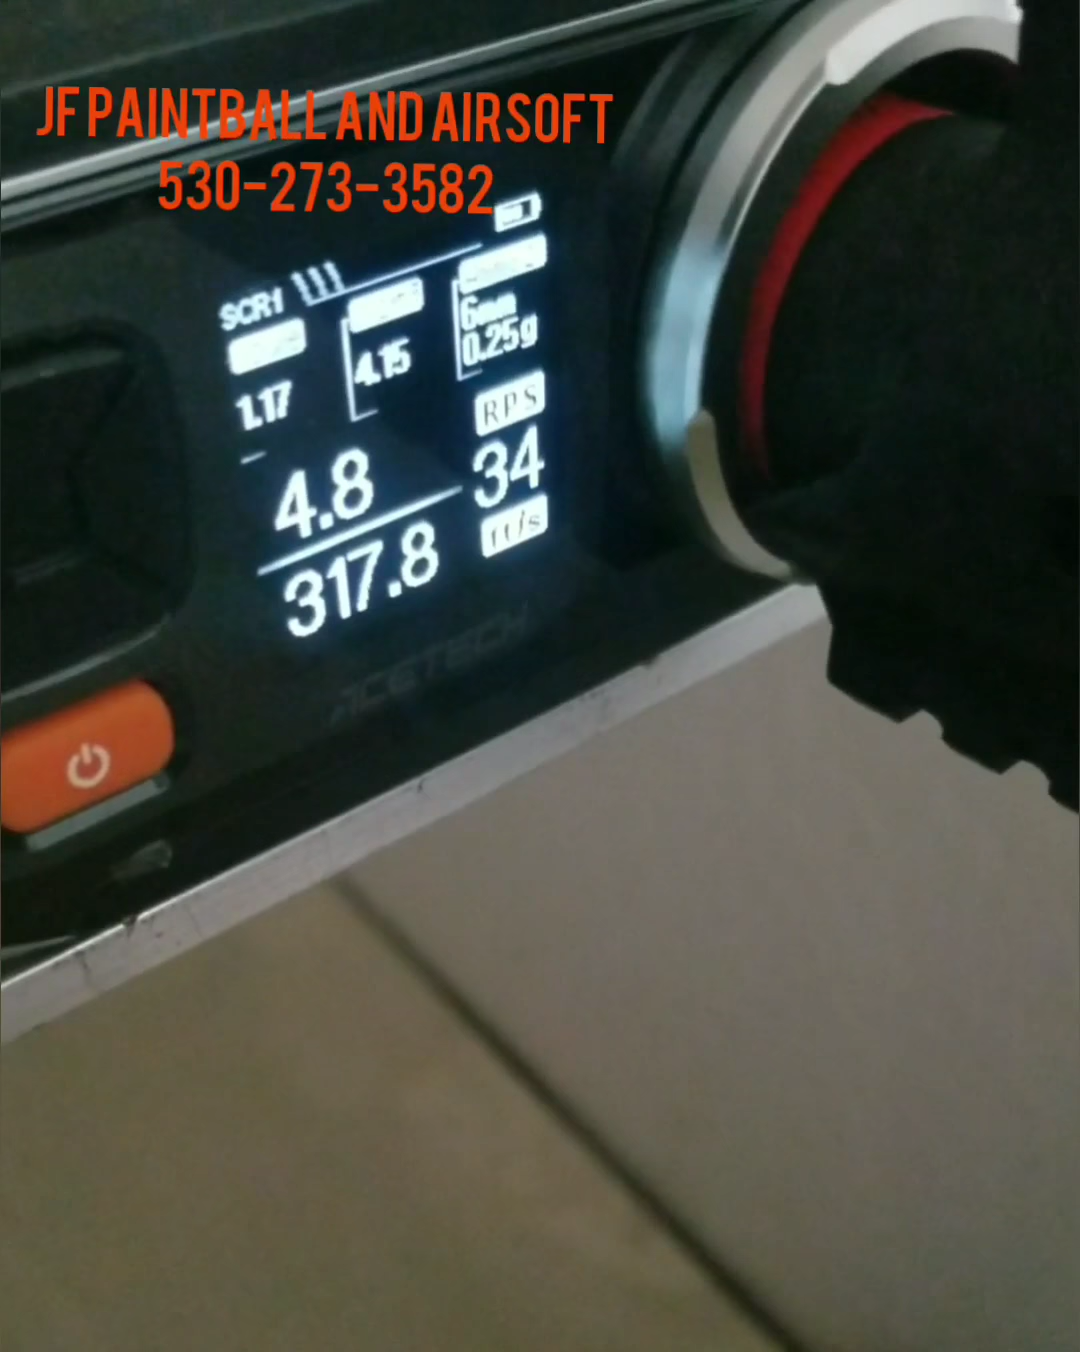 JF PAINTBALL AND AIRSOFT
530-273-3582
SCR1
1.17
4.15
6mm
0.25g
4.8
RPS
34
317.8
m/s
ACETECH